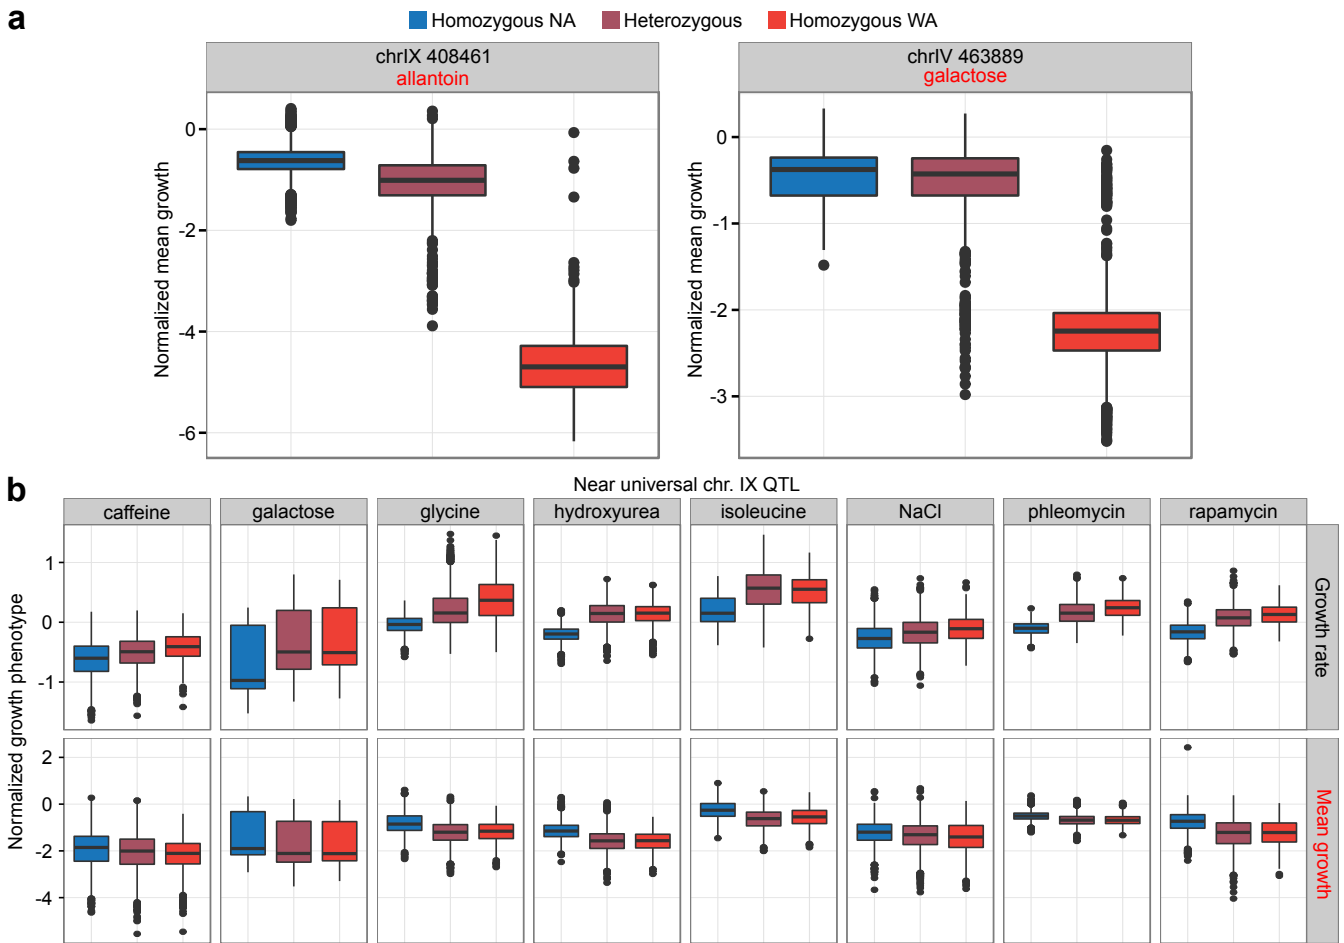 a
Homozygous NA Heterozygous Homozygous WA
chrIX 408461
allantoin
chrIV 463889
galactose
Normalized mean growth
0
-2
-4
-6
Normalized mean growth
0
-1
-2
-3
b
Near universal chr. IX QTL
caffeine galactose glycine hydroxyurea isoleucine NaCl phleomycin rapamycin
Normalized growth phenotype
1
0
-1
Growth rate
2
0
-2
-4
Mean growth